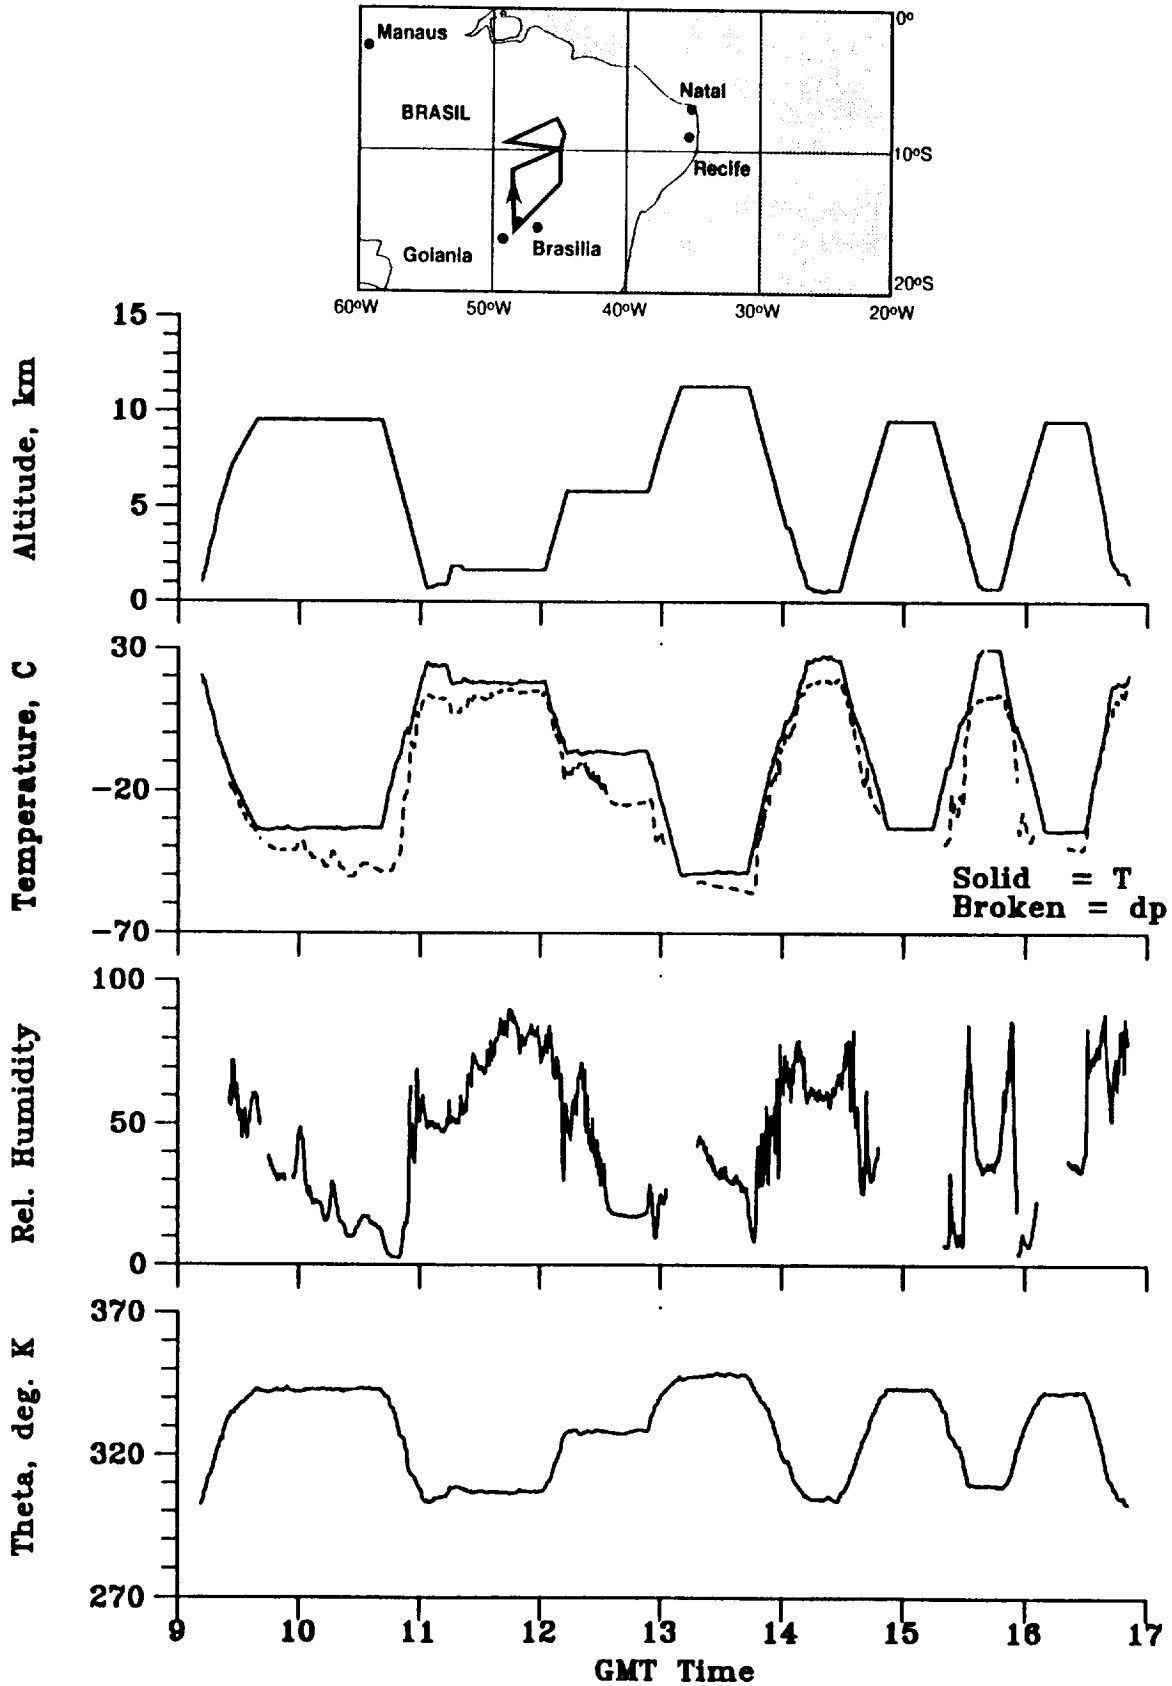 0°
Manaus
Natal
BRASIL
10°S
Recife
Goiania
Brasilia
20°S
60°W 50°W 40°W 30°W 20°W
Altitude, km
15
10
5
0
Temperature, C
30
-20
-70
Solid = T
Broken = dp
Rel. Humidity
100
50
0
Theta, deg. K
370
320
270
9 10 11 12 13 14 15 16 17
GMT Time